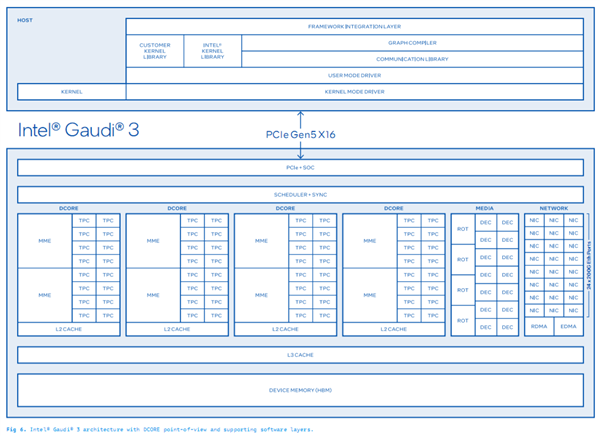 HOST
FRAMEWORK INTEGRATION LAYER
CUSTOMER
KERNEL
LIBRARY
INTEL®
KERNEL
LIBRARY
GRAPH COMPILER
COMMUNICATION LIBRARY
USER MODE DRIVER
KERNEL
KERNEL MODE DRIVER
Intel® Gaudi® 3
PCIe Gen5 X16
PCIe + SOC
SCHEDULER + SYNC
DCORE
MME
MME
TPC TPC
TPC TPC
TPC TPC
TPC TPC
TPC TPC
TPC TPC
TPC TPC
TPC TPC
L2 CACHE
DCORE
MME
MME
TPC TPC
TPC TPC
TPC TPC
TPC TPC
TPC TPC
TPC TPC
TPC TPC
TPC TPC
L2 CACHE
DCORE
MME
MME
TPC TPC
TPC TPC
TPC TPC
TPC TPC
TPC TPC
TPC TPC
TPC TPC
TPC TPC
L2 CACHE
DCORE
MME
MME
TPC TPC
TPC TPC
TPC TPC
TPC TPC
TPC TPC
TPC TPC
TPC TPC
TPC TPC
L2 CACHE
MEDIA
ROT
ROT
ROT
ROT
DEC DEC
DEC DEC
DEC DEC
DEC DEC
DEC DEC
DEC DEC
DEC DEC
NETWORK
NIC NIC NIC
NIC NIC NIC
NIC NIC NIC
NIC NIC NIC
NIC NIC NIC
NIC NIC NIC
NIC NIC NIC
NIC NIC NIC
RDMA EDMA
24 x 200G Eth Ports
L3 CACHE
DEVICE MEMORY (HBM)
Fig 6. Intel® Gaudi® 3 architecture with DCORE point-of-view and supporting software layers.